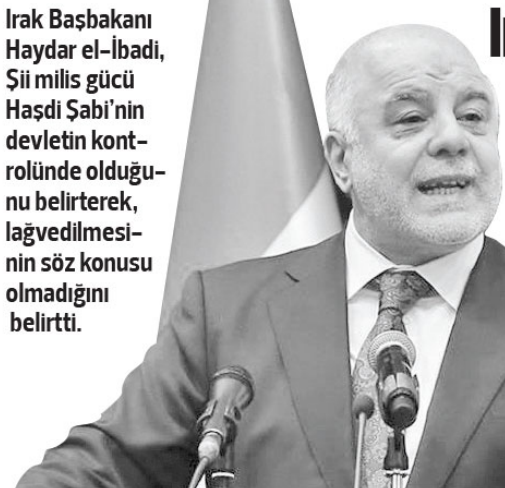 Irak Başbakanı
Haydar el-İbadi,
Şii milis gücü
Haşdi Şabi’nin
devletin kont-
rolünde olduğu-
nu belirterek,
lağvedilmesi-
nin söz konusu
olmadığını
belirtti.